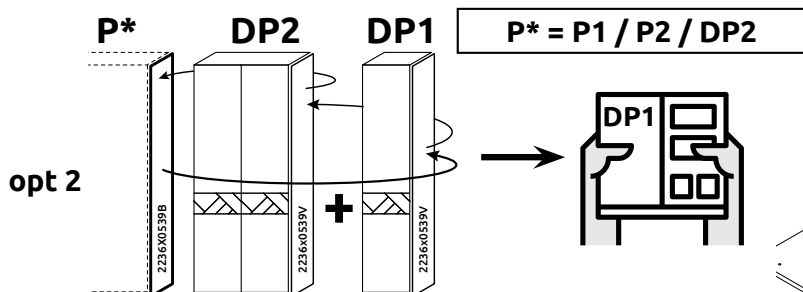 P* DP2 DP1
P* = P1 / P2 / DP2
DP1
opt 2
2236X0539B
2236X0539V
2236X0539V